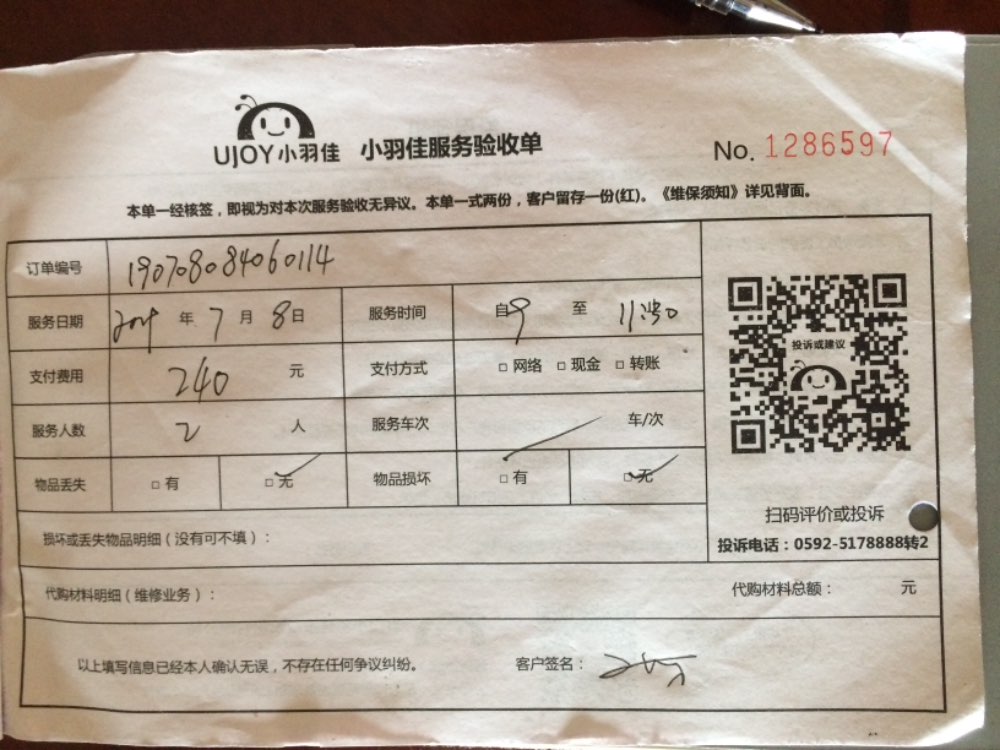 UJOY小羽佳 小羽佳服务验收单 No. 1286597
本单一经核签，即视为对本次服务验收无异议。本单一式两份，客户留存一份(红)。《维保须知》详见背面。
订单编号 190708084060114
服务日期 2019 年 7 月 8 日 服务时间 自 9 至 11:30
支付费用 240 元 支付方式 □ 网络 □ 现金 □ 转账
服务人数 2 人 服务车次 车/次
物品丢失 □ 有 □ 无 物品损坏 □ 有 □ 无
投诉或建议
扫码评价或投诉
投诉电话：0592-5178888转2
损坏或丢失物品明细（没有可不填）：
代购材料明细（维修业务）： 代购材料总额： 元
以上填写信息已经本人确认无误，不存在任何争议纠纷。 客户签名：